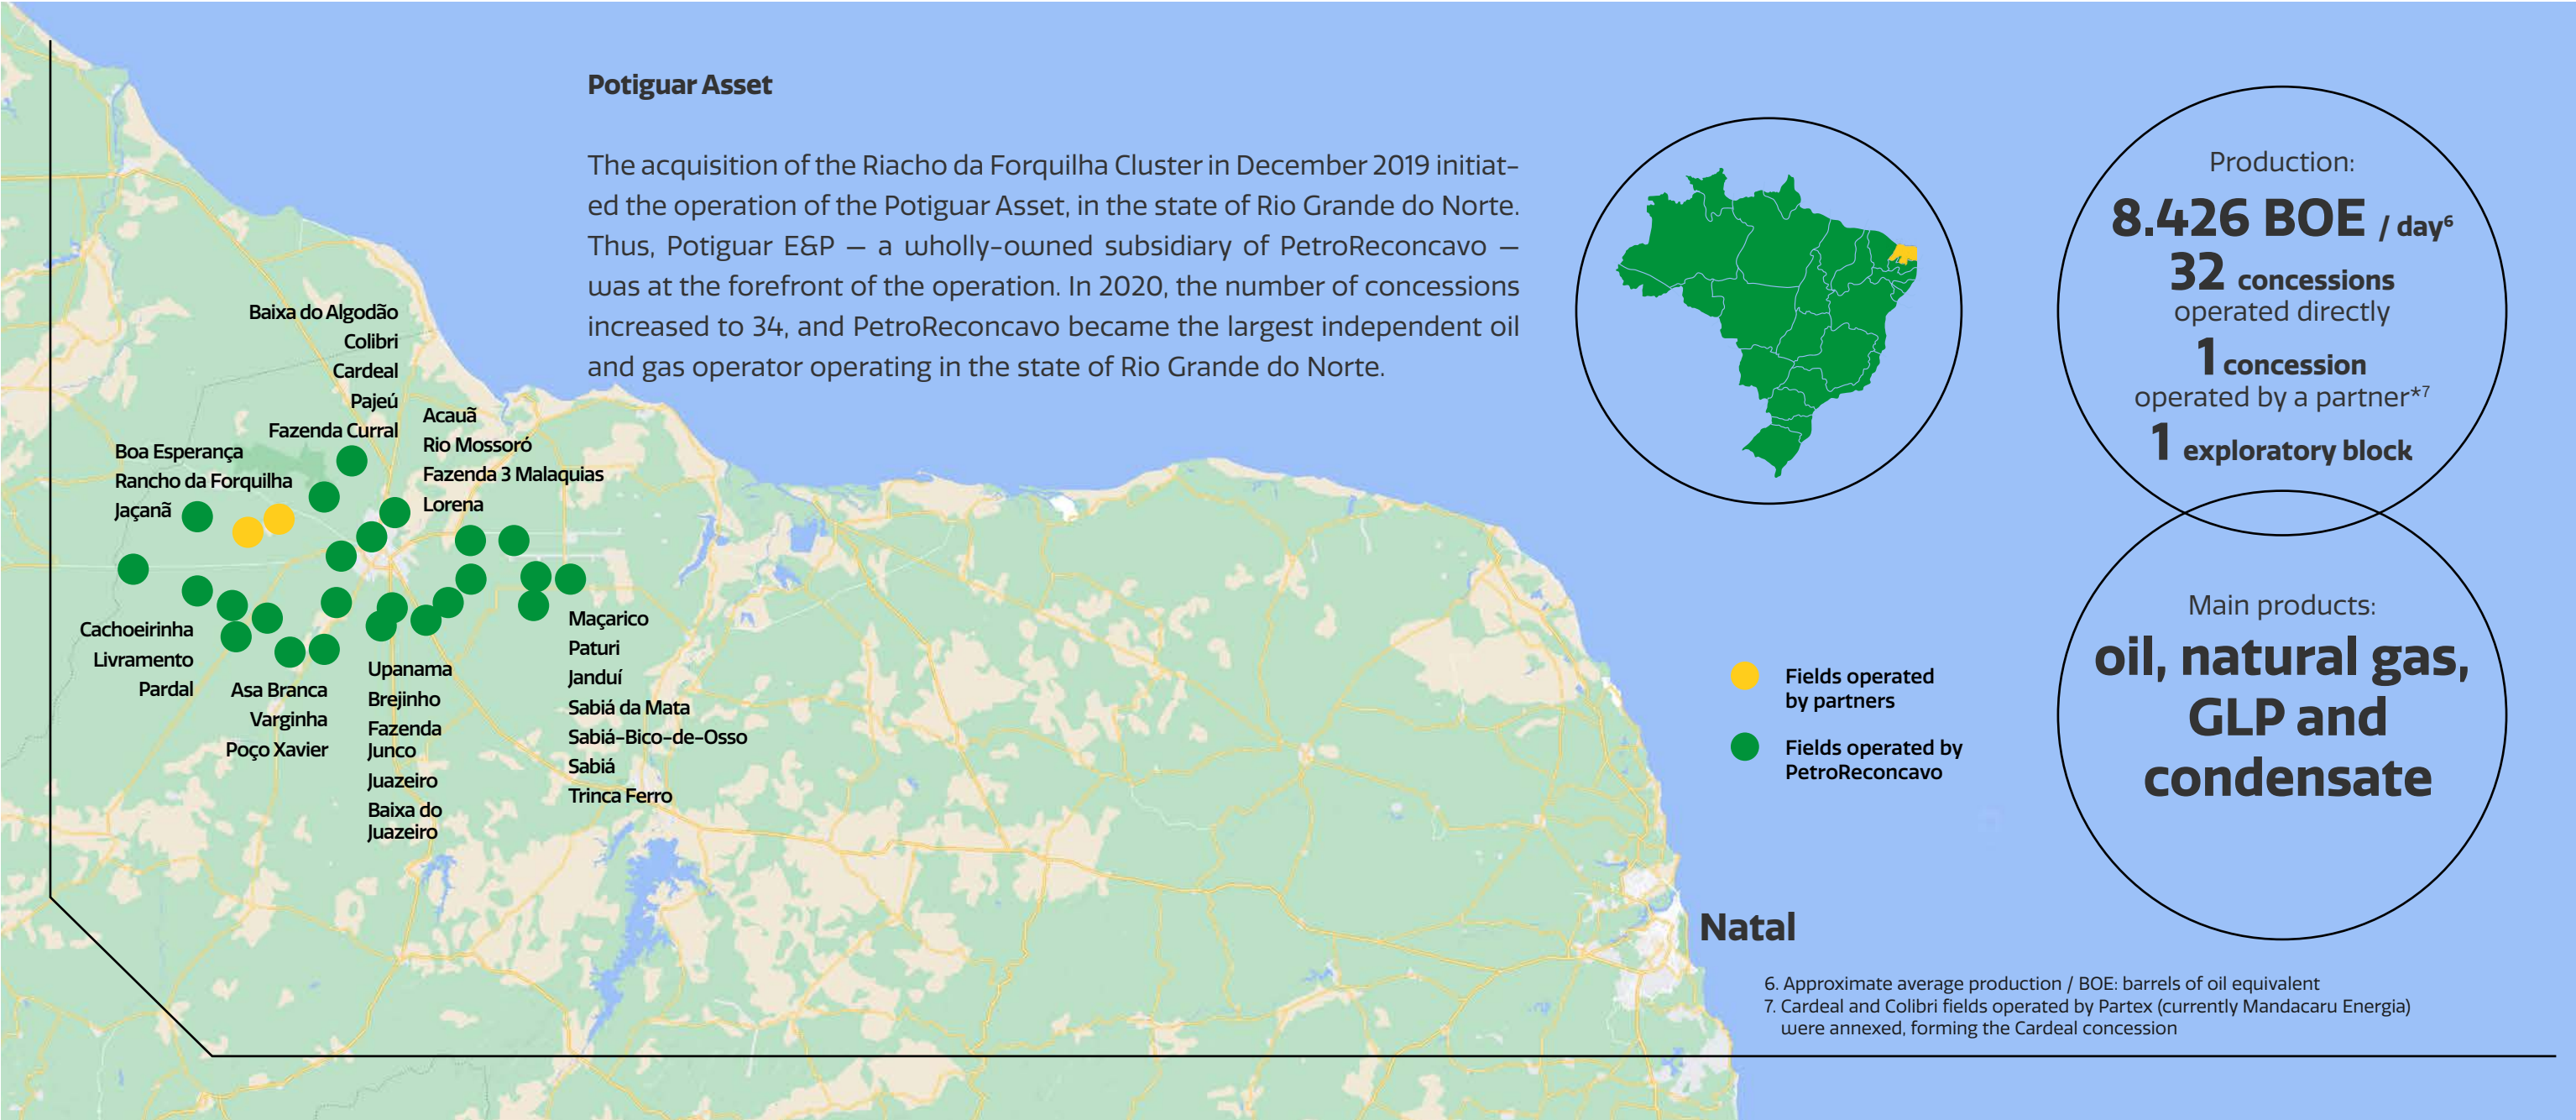 Potiguar Asset
The acquisition of the Riacho da Forquilha Cluster in December 2019 initiat-
ed the operation of the Potiguar Asset, in the state of Rio Grande do Norte.
Thus, Potiguar E&P – a wholly-owned subsidiary of PetroReconcavo –
was at the forefront of the operation. In 2020, the number of concessions
increased to 34, and PetroReconcavo became the largest independent oil
and gas operator operating in the state of Rio Grande do Norte.
Baixa do Algodão
Colibri
Cardeal
Pajeú
Fazenda Curral
Acauã
Rio Mossoró
Fazenda 3 Malaquias
Lorena
Boa Esperança
Rancho da Forquilha
Jaçanã
Cachoeirinha
Livramento
Pardal
Asa Branca
Varginha
Poço Xavier
Upanama
Brejinho
Fazenda
Junco
Juazeiro
Baixa do
Juazeiro
Maçarico
Paturi
Janduí
Sabiá da Mata
Sabiá-Bico-de-Osso
Sabiá
Trinca Ferro
Production:
8.426 BOE / day6
32 concessions
operated directly
1 concession
operated by a partner*7
1 exploratory block
Main products:
oil, natural gas,
GLP and
condensate
Fields operated
by partners
Fields operated by
PetroReconcavo
Natal
6. Approximate average production / BOE: barrels of oil equivalent
7. Cardeal and Colibri fields operated by Partex (currently Mandacaru Energia)
were annexed, forming the Cardeal concession